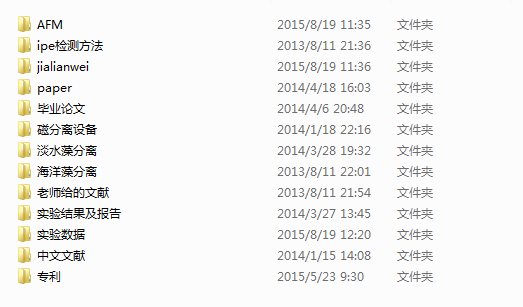 AFM 2015/8/19 11:35 文件夹
ipe检测方法 2013/8/11 21:36 文件夹
jialianwei 2015/8/19 11:36 文件夹
paper 2014/4/18 16:03 文件夹
毕业论文 2014/4/6 20:48 文件夹
磁分离设备 2014/1/18 22:16 文件夹
淡水藻分离 2014/3/28 19:32 文件夹
海洋藻分离 2013/8/11 22:01 文件夹
老师给的文献 2013/8/11 21:54 文件夹
实验结果及报告 2014/3/27 13:45 文件夹
实验数据 2015/8/19 12:20 文件夹
中文文献 2014/1/15 14:08 文件夹
专利 2015/5/23 9:30 文件夹